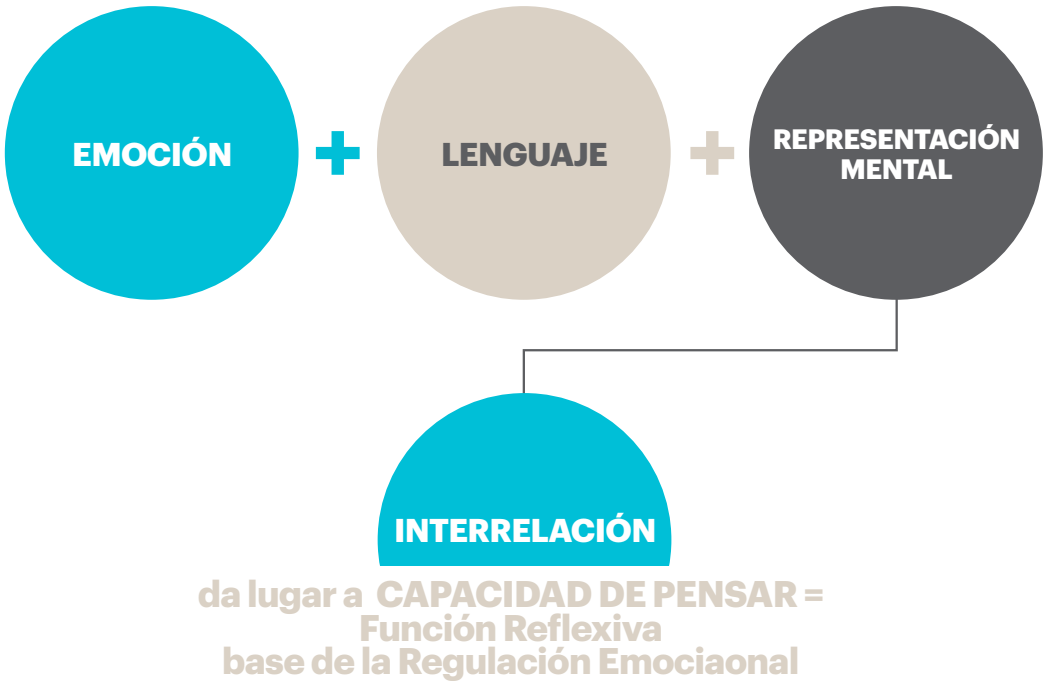 EMOCIÓN
+
LENGUAJE
+
REPRESENTACIÓN
MENTAL
INTERRELACIÓN
da lugar a CAPACIDAD DE PENSAR =
Función Reflexiva
base de la Regulación Emociaonal